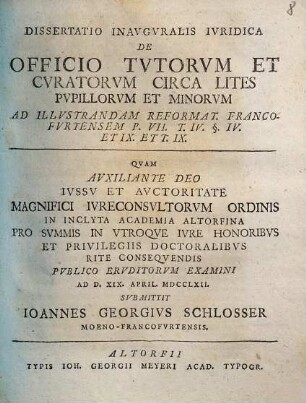 8
DISSERTATIO INAVGVRALIS IVRIDICA
DE
OFFICIO TVTORVM ET
CVRATORVM CIRCA LITES
PVPILLORVM ET MINORVM
AD ILLVSTRANDAM REFORMAT. FRANCO-
FVRTENSEM P. VII. T. IV. §. IV.
ET IX. ET T. IX.
QVAM
AVXILIANTE DEO
IVSSV ET AVCTORITATE
MAGNIFICI IVRECONSVLTORVM ORDINIS
IN INCLYTA ACADEMIA ALTORFINA
PRO SVMMIS IN VTROQVE IVRE HONORIBVS
ET PRIVILEGIIS DOCTORALIBVS
RITE CONSEQVENDIS
PVBLICO ERVDITORVM EXAMINI
AD D. XIX. APRIL. MDCCLXII.
SVBMITTIT
IOANNES GEORGIVS SCHLOSSER
MOENO-FRANCOFVRTENSIS.
ALTORFII
TYPIS IOH. GEORGII MEYERI ACAD. TYPOGR.